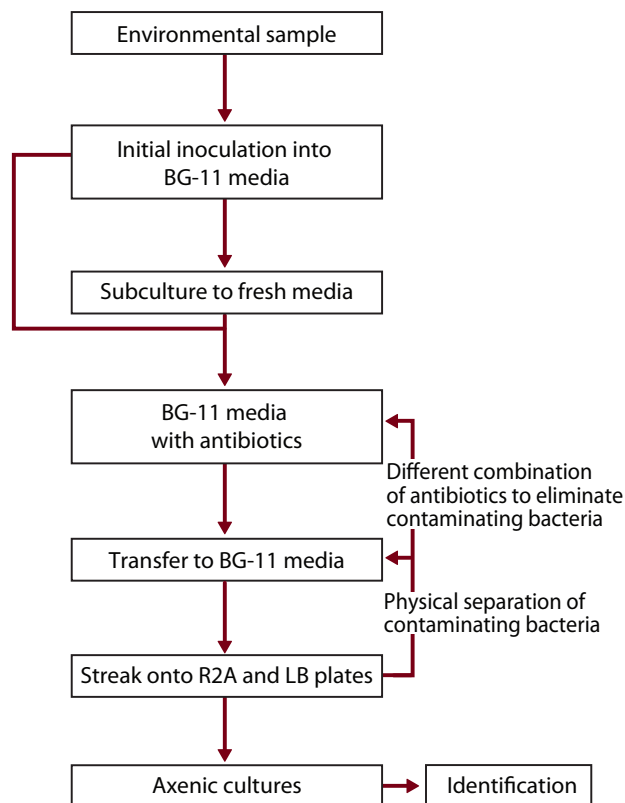 Environmental sample
Initial inoculation into
BG-11 media
Subculture to fresh media
BG-11 media
with antibiotics
Different combination
of antibiotics to eliminate
contaminating bacteria
Transfer to BG-11 media
Physical separation of
contaminating bacteria
Streak onto R2A and LB plates
Axenic cultures
Identification